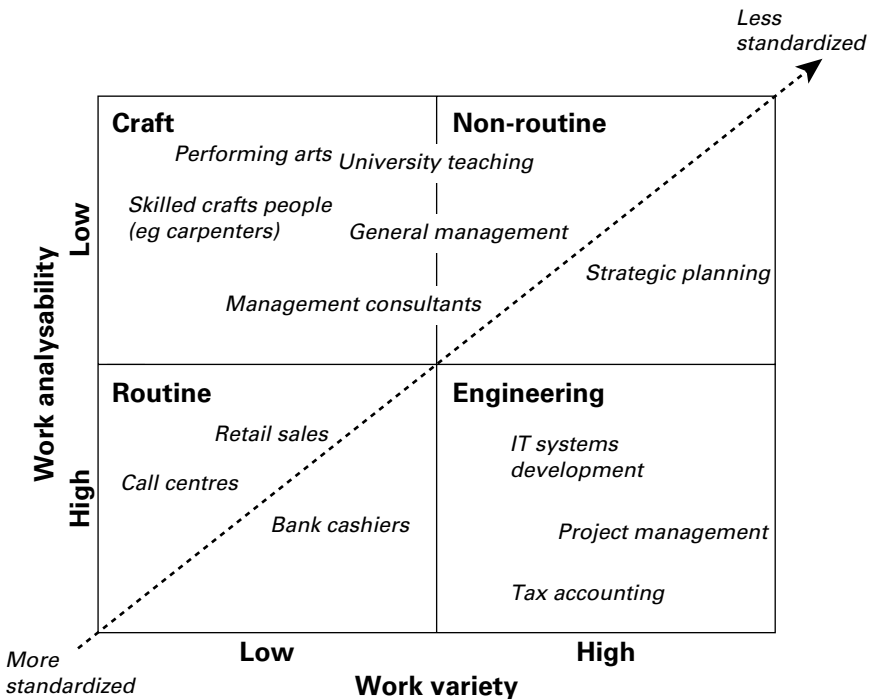 Less
standardized
Craft
Non-routine
Performing arts
University teaching
Skilled crafts people
(eg carpenters)
General management
Strategic planning
Management consultants
Low
Work analysability
High
Routine
Engineering
Retail sales
IT systems
development
Call centres
Bank cashiers
Project management
Tax accounting
More
standardized
Low
High
Work variety